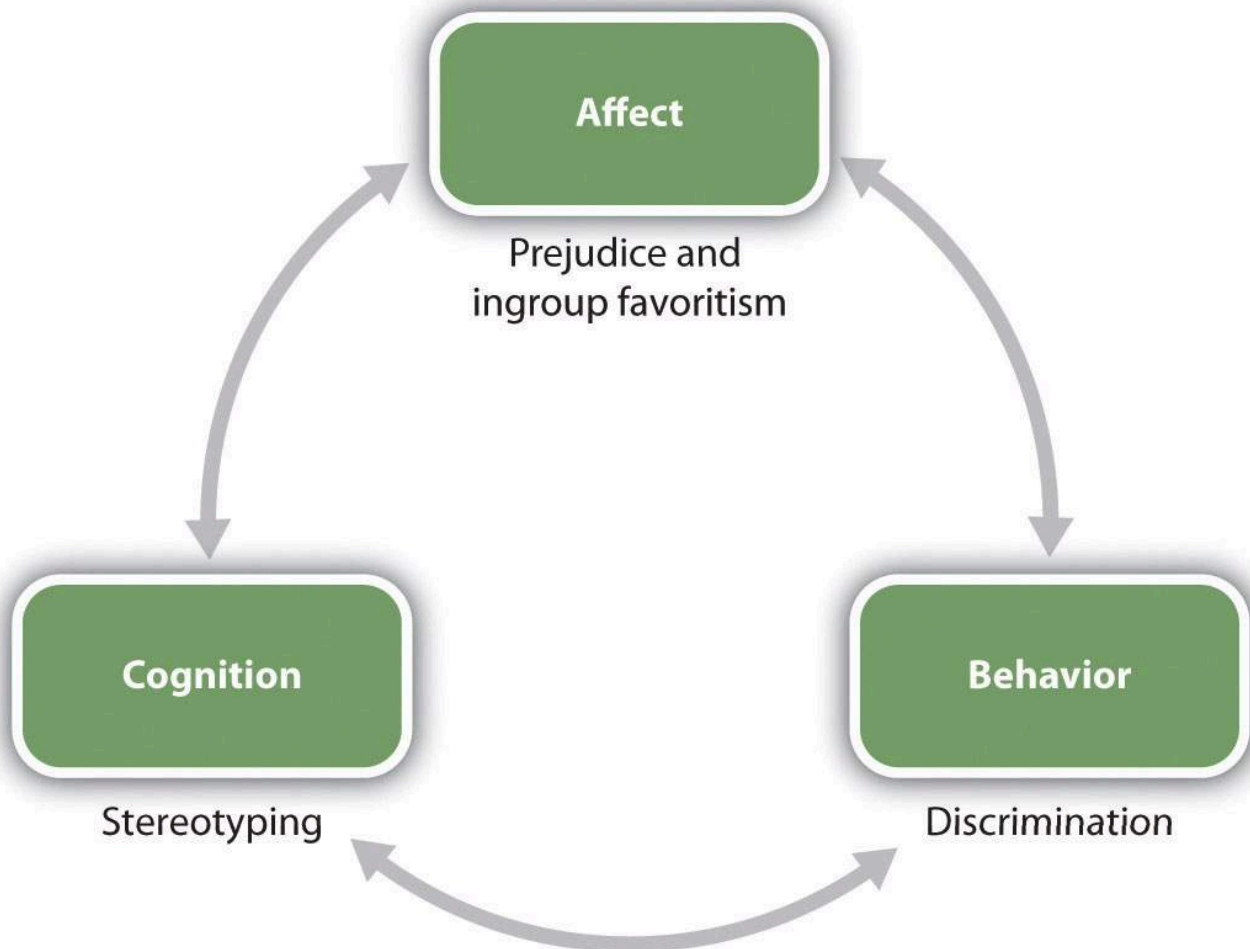 Affect
Prejudice and
ingroup favoritism
Cognition
Stereotyping
Behavior
Discrimination